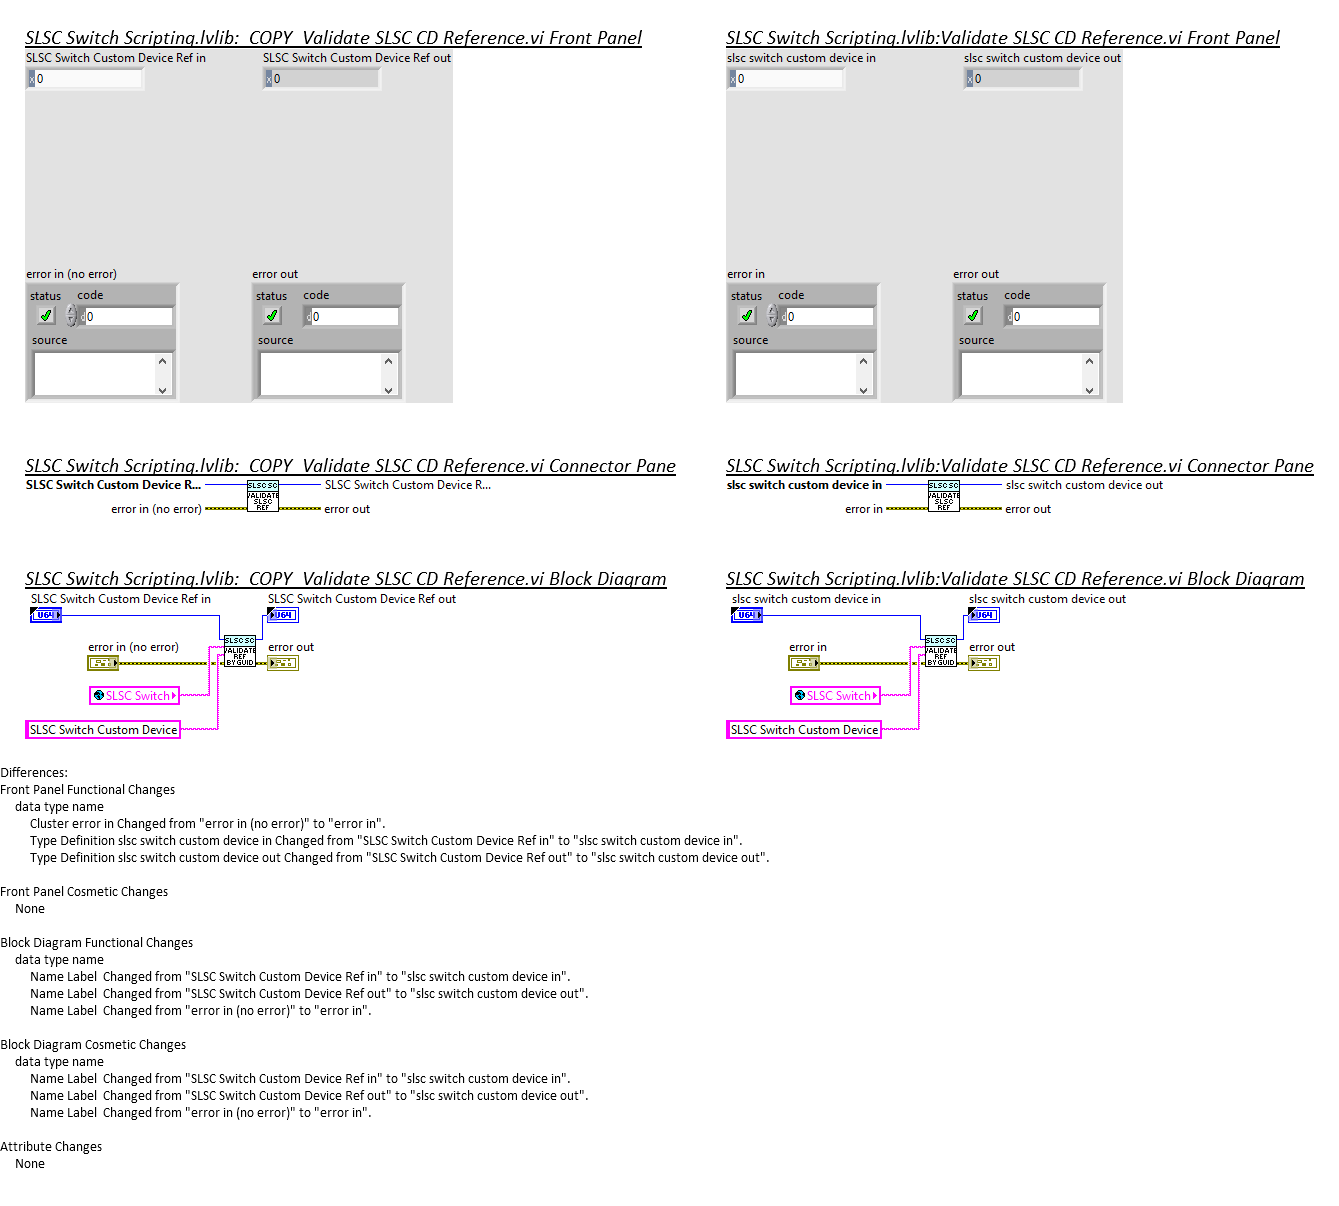 SLSC Switch Scripting.lvlib:  COPY  Validate SLSC CD Reference.vi Front Panel
SLSC Switch Custom Device Ref in
SLSC Switch Custom Device Ref out
x 0
x 0
error in (no error)
error out
status
code
status
code
d 0
d 0
source
source
SLSC Switch Scripting.lvlib:Validate SLSC CD Reference.vi Front Panel
slsc switch custom device in
slsc switch custom device out
x 0
x 0
error in
error out
status
code
status
code
d 0
d 0
source
source
SLSC Switch Scripting.lvlib:  COPY  Validate SLSC CD Reference.vi Connector Pane
SLSC Switch Custom Device R...
SLSC SC
VALIDATE
SLSC
REF
SLSC Switch Custom Device R...
error in (no error)
error out
SLSC Switch Scripting.lvlib:Validate SLSC CD Reference.vi Connector Pane
slsc switch custom device in
SLSC SC
VALIDATE
SLSC
REF
slsc switch custom device out
error in
error out
SLSC Switch Scripting.lvlib:  COPY  Validate SLSC CD Reference.vi Block Diagram
SLSC Switch Custom Device Ref in
SLSC Switch Custom Device Ref out
U64
U64
error in (no error)
SLSC SC
VALIDATE
REF
BY GUID
error out
SLSC Switch
SLSC Switch Custom Device
SLSC Switch Scripting.lvlib:Validate SLSC CD Reference.vi Block Diagram
slsc switch custom device in
slsc switch custom device out
U64
U64
error in
SLSC SC
VALIDATE
REF
BY GUID
error out
SLSC Switch
SLSC Switch Custom Device
Differences:
Front Panel Functional Changes
data type name
Cluster error in Changed from "error in (no error)" to "error in".
Type Definition slsc switch custom device in Changed from "SLSC Switch Custom Device Ref in" to "slsc switch custom device in".
Type Definition slsc switch custom device out Changed from "SLSC Switch Custom Device Ref out" to "slsc switch custom device out".
Front Panel Cosmetic Changes
None
Block Diagram Functional Changes
data type name
Name Label  Changed from "SLSC Switch Custom Device Ref in" to "slsc switch custom device in".
Name Label  Changed from "SLSC Switch Custom Device Ref out" to "slsc switch custom device out".
Name Label  Changed from "error in (no error)" to "error in".
Block Diagram Cosmetic Changes
data type name
Name Label  Changed from "SLSC Switch Custom Device Ref in" to "slsc switch custom device in".
Name Label  Changed from "SLSC Switch Custom Device Ref out" to "slsc switch custom device out".
Name Label  Changed from "error in (no error)" to "error in".
Attribute Changes
None